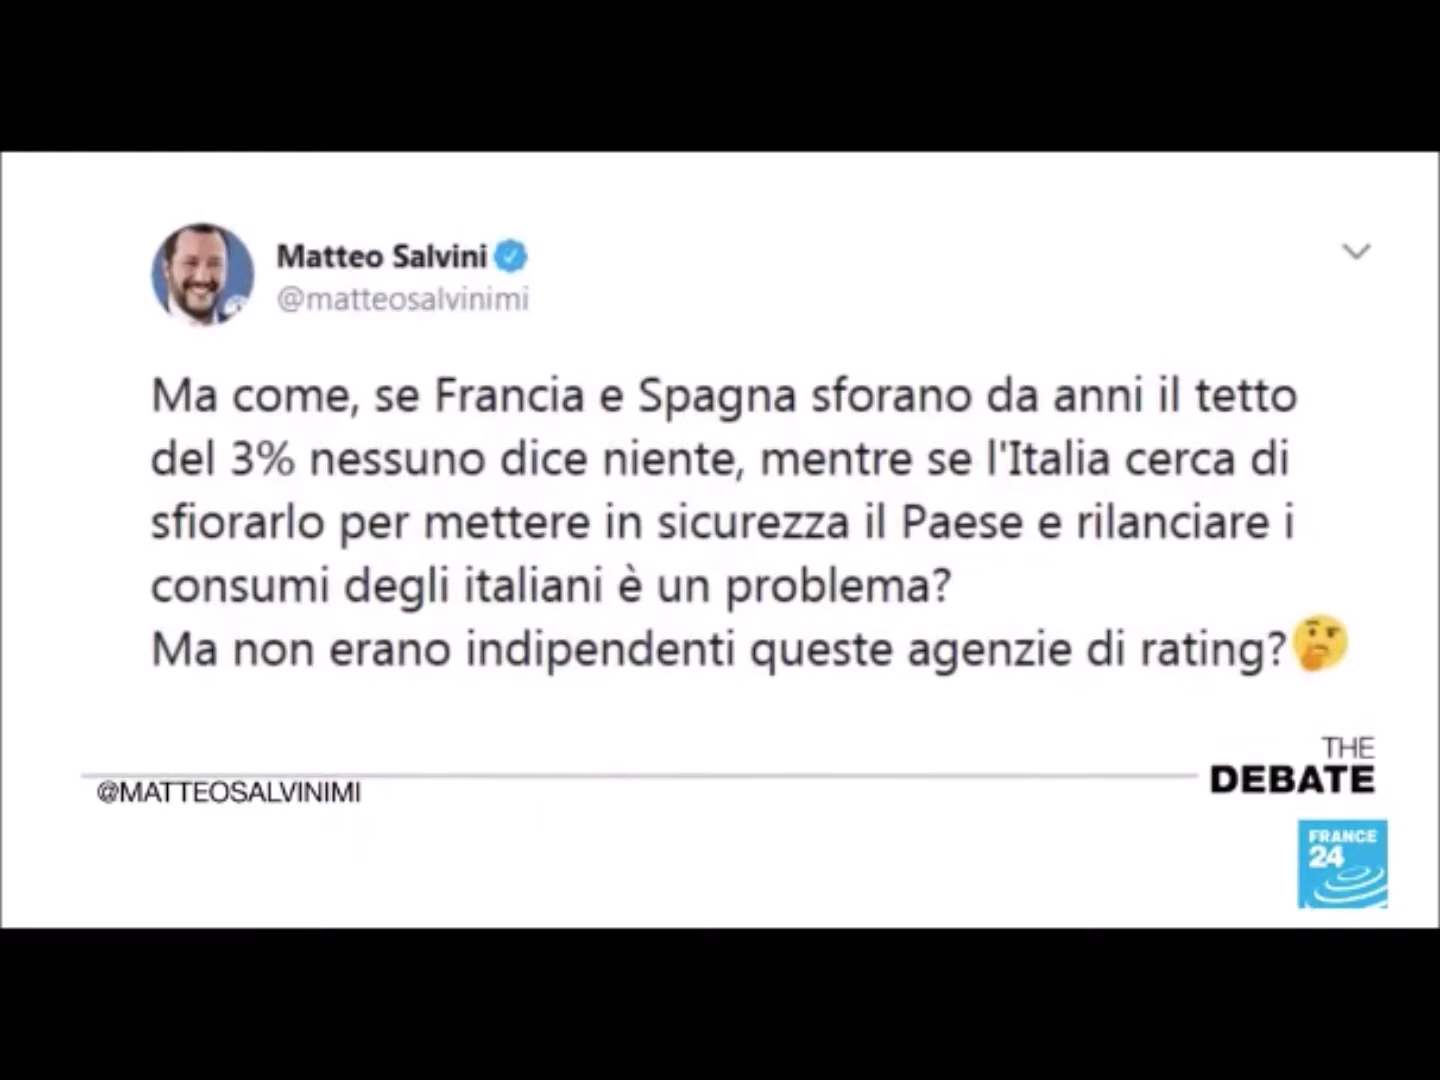 Matteo Salvini
@matteosalvinimi
Ma come, se Francia e Spagna sforano da anni il tetto
del 3% nessuno dice niente, mentre se l'Italia cerca di
sfiorarlo per mettere in sicurezza il Paese e rilanciare i
consumi degli italiani è un problema?
Ma non erano indipendenti queste agenzie di rating?🤔
THE
DEBATE
@MATTEOSALVINIMI
FRANCE
24